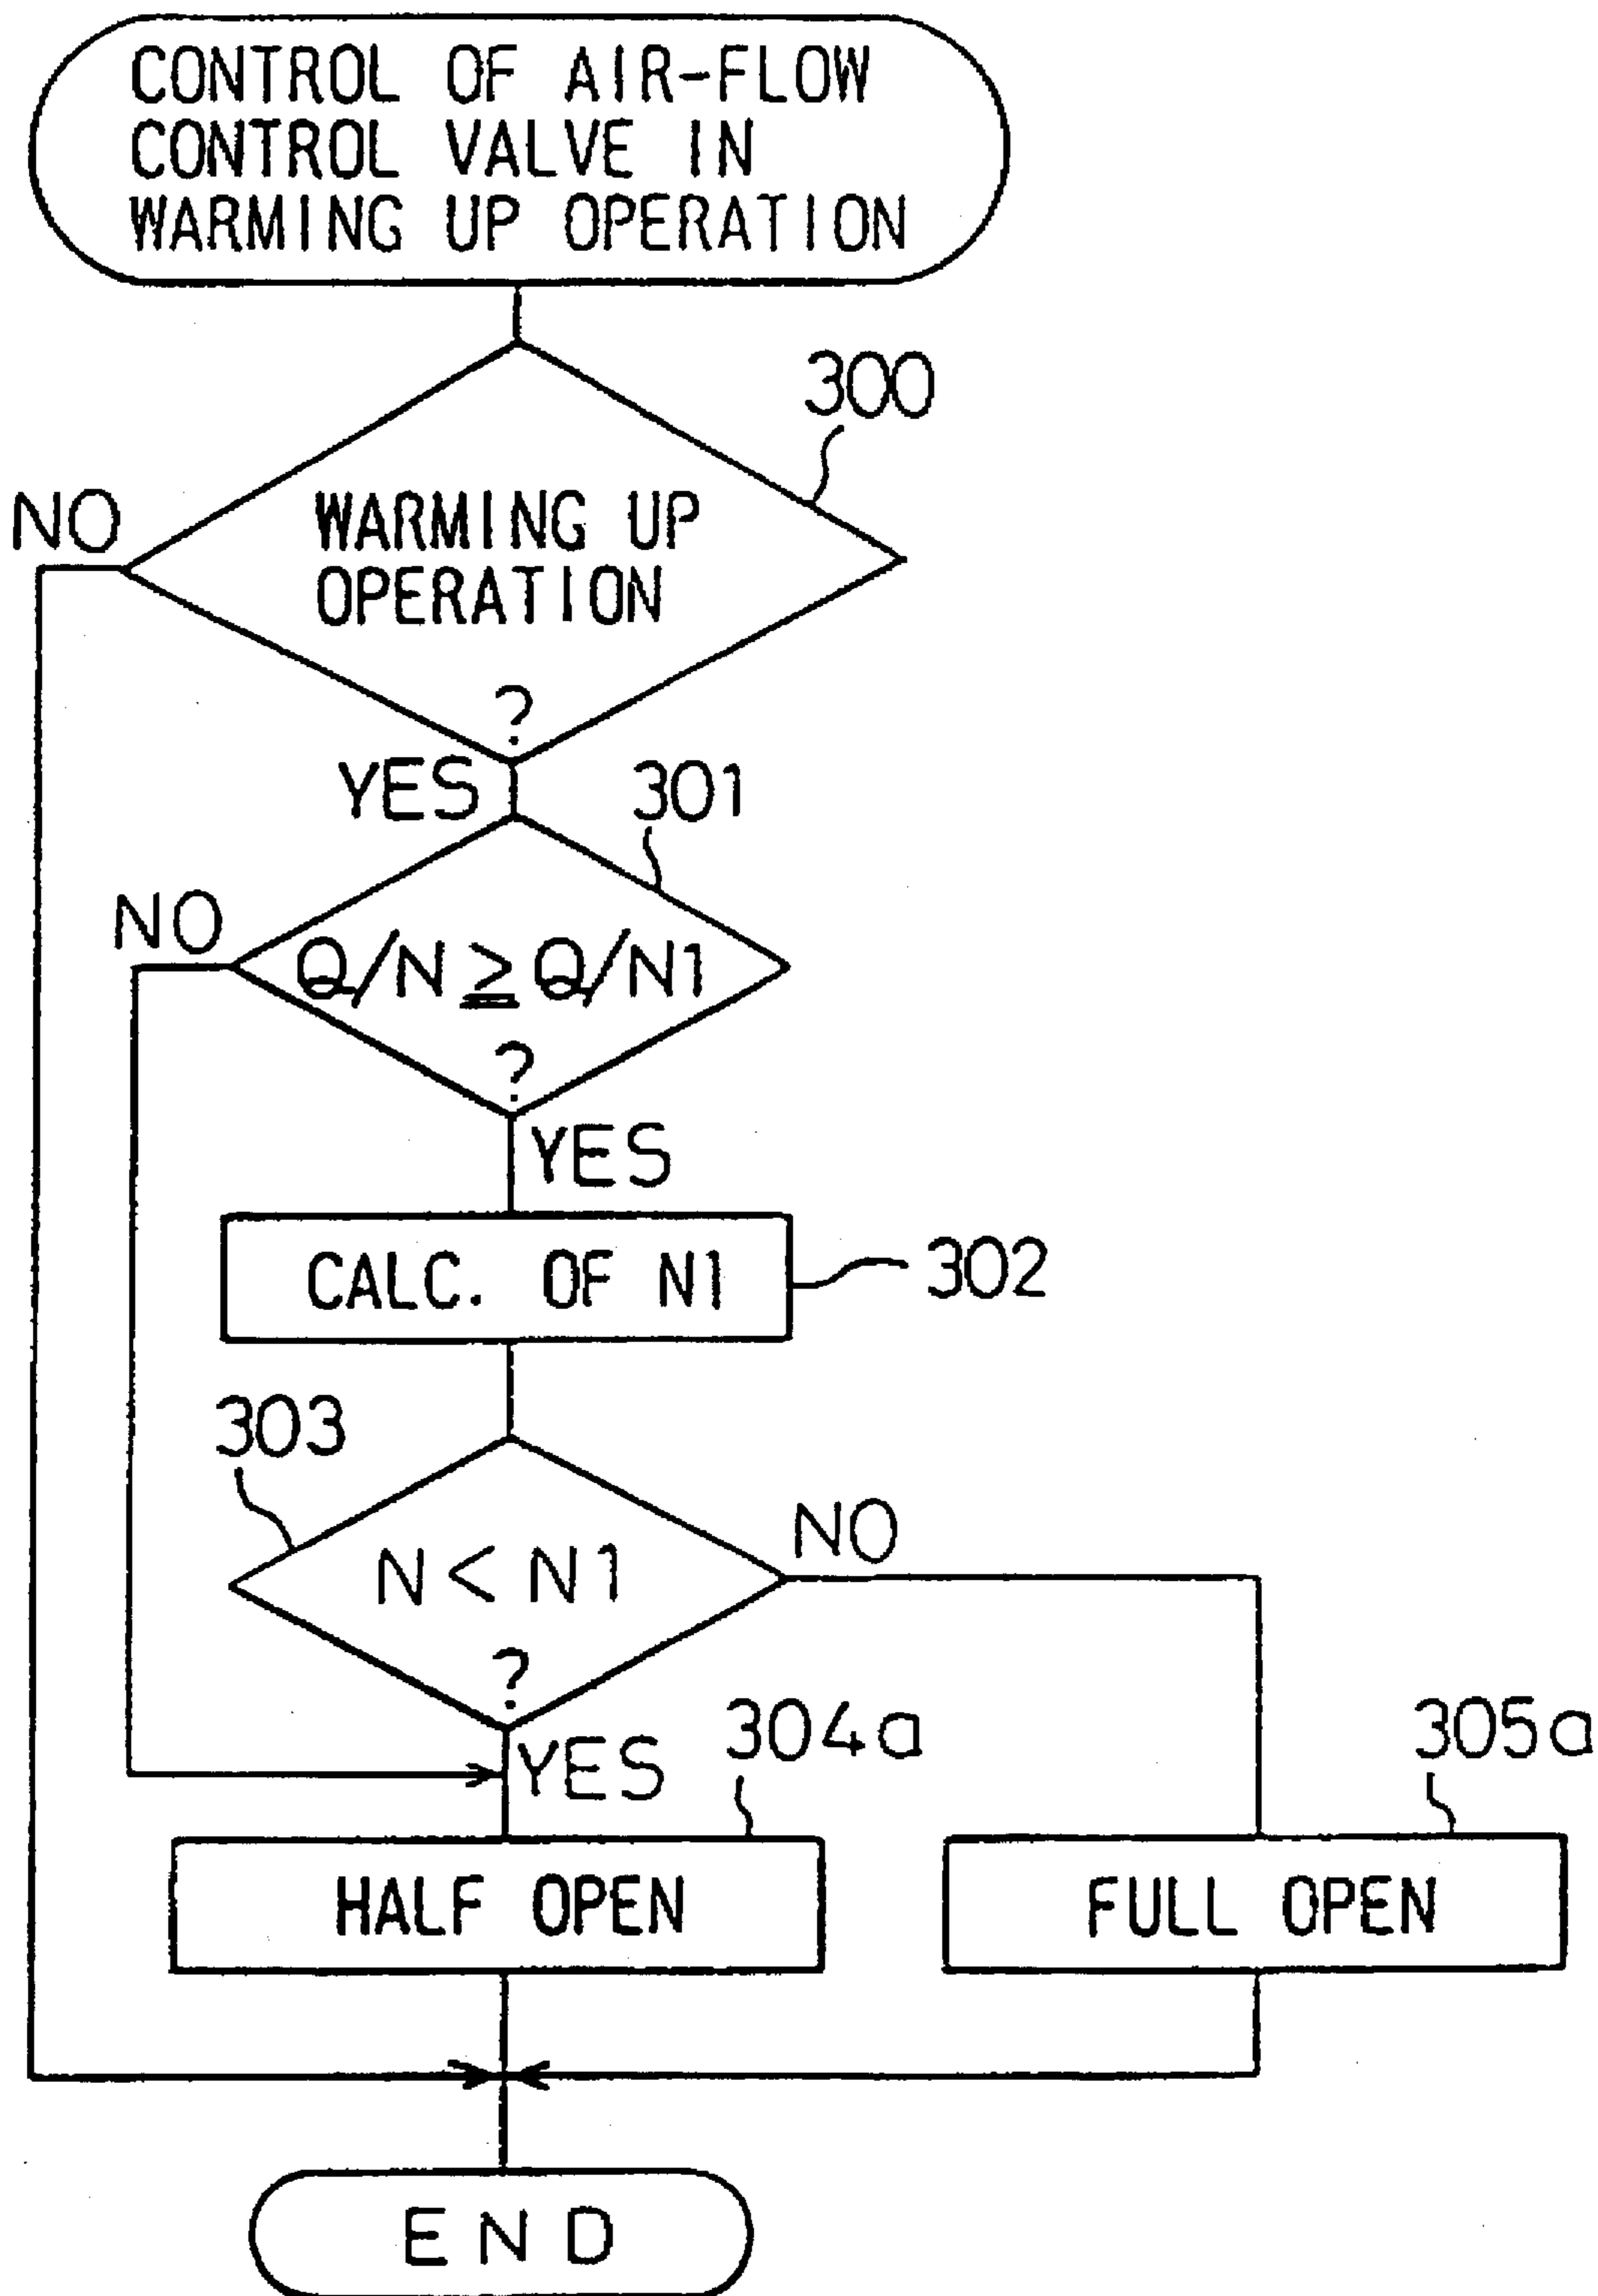 CONTROL OF AIR-FLOW
CONTROL VALVE IN
WARMING UP OPERATION
300
NO
WARMING UP
OPERATION
?
YES
301
NO
Q/N ≧ Q/N1
?
YES
CALC. OF N1
302
303
N < N1
NO
?
YES
304a
305a
HALF OPEN
FULL OPEN
END